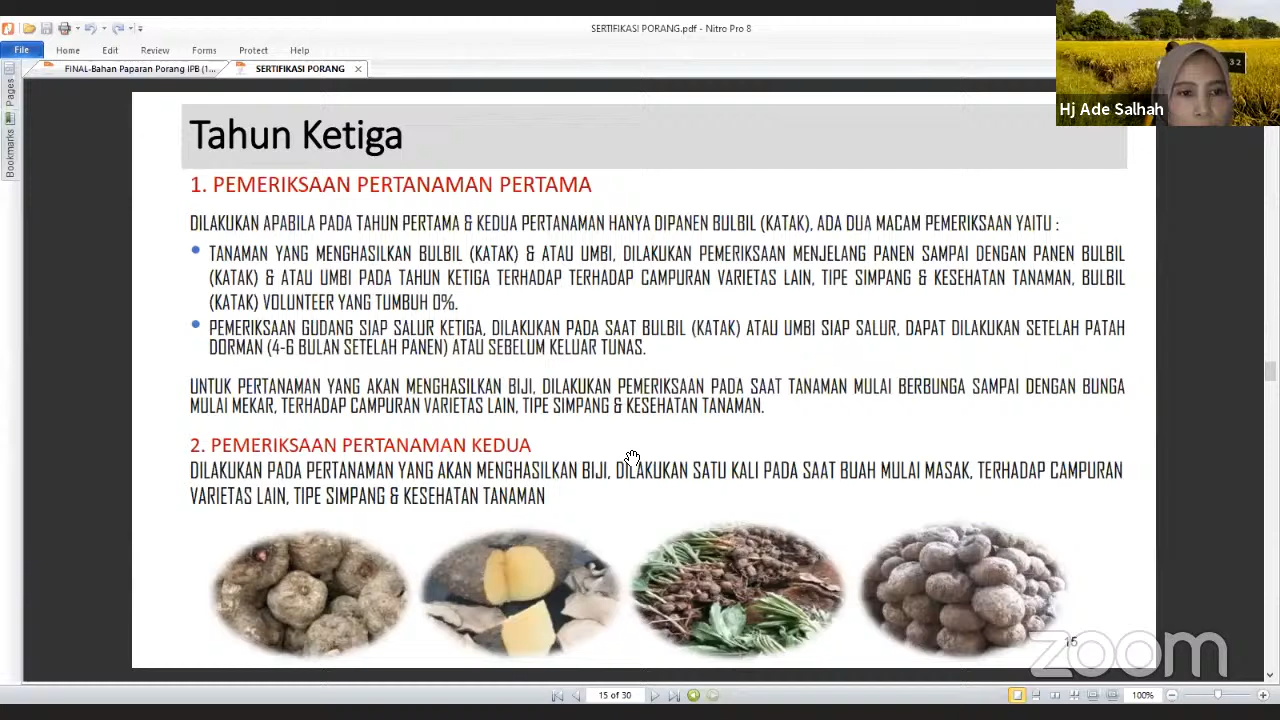 SERTIFIKASI PORANG.pdf - Nitro Pro 8
File Home Edit Review Forms Protect Help
FINAL-Bahan Paparan Porang IPB (1... SERTIFIKASI PORANG
Pages
Bookmarks
32
Hj Ade Salhah
Tahun Ketiga
1. PEMERIKSAAN PERTANAMAN PERTAMA
DILAKUKAN APABILA PADA TAHUN PERTAMA & KEDUA PERTANAMAN HANYA DIPANEN BULBIL (KATAK), ADA DUA MACAM PEMERIKSAAN YAITU :
• TANAMAN YANG MENGHASILKAN BULBIL (KATAK) & ATAU UMBI, DILAKUKAN PEMERIKSAAN MENJELANG PANEN SAMPAI DENGAN PANEN BULBIL
(KATAK) & ATAU UMBI PADA TAHUN KETIGA TERHADAP TERHADAP CAMPURAN VARIETAS LAIN, TIPE SIMPANG & KESEHATAN TANAMAN, BULBIL
(KATAK) VOLUNTEER YANG TUMBUH 0%.
• PEMERIKSAAN GUDANG SIAP SALUR KETIGA, DILAKUKAN PADA SAAT BULBIL (KATAK) ATAU UMBI SIAP SALUR, DAPAT DILAKUKAN SETELAH PATAH
DORMAN (4-6 BULAN SETELAH PANEN) ATAU SEBELUM KELUAR TUNAS.
UNTUK PERTANAMAN YANG AKAN MENGHASILKAN BIJI, DILAKUKAN PEMERIKSAAN PADA SAAT TANAMAN MULAI BERBUNGA SAMPAI DENGAN BUNGA
MULAI MEKAR, TERHADAP CAMPURAN VARIETAS LAIN, TIPE SIMPANG & KESEHATAN TANAMAN.
2. PEMERIKSAAN PERTANAMAN KEDUA
DILAKUKAN PADA PERTANAMAN YANG AKAN MENGHASILKAN BIJI, DILAKUKAN SATU KALI PADA SAAT BUAH MULAI MASAK, TERHADAP CAMPURAN
VARIETAS LAIN, TIPE SIMPANG & KESEHATAN TANAMAN
15
zoom
15 of 30
100%